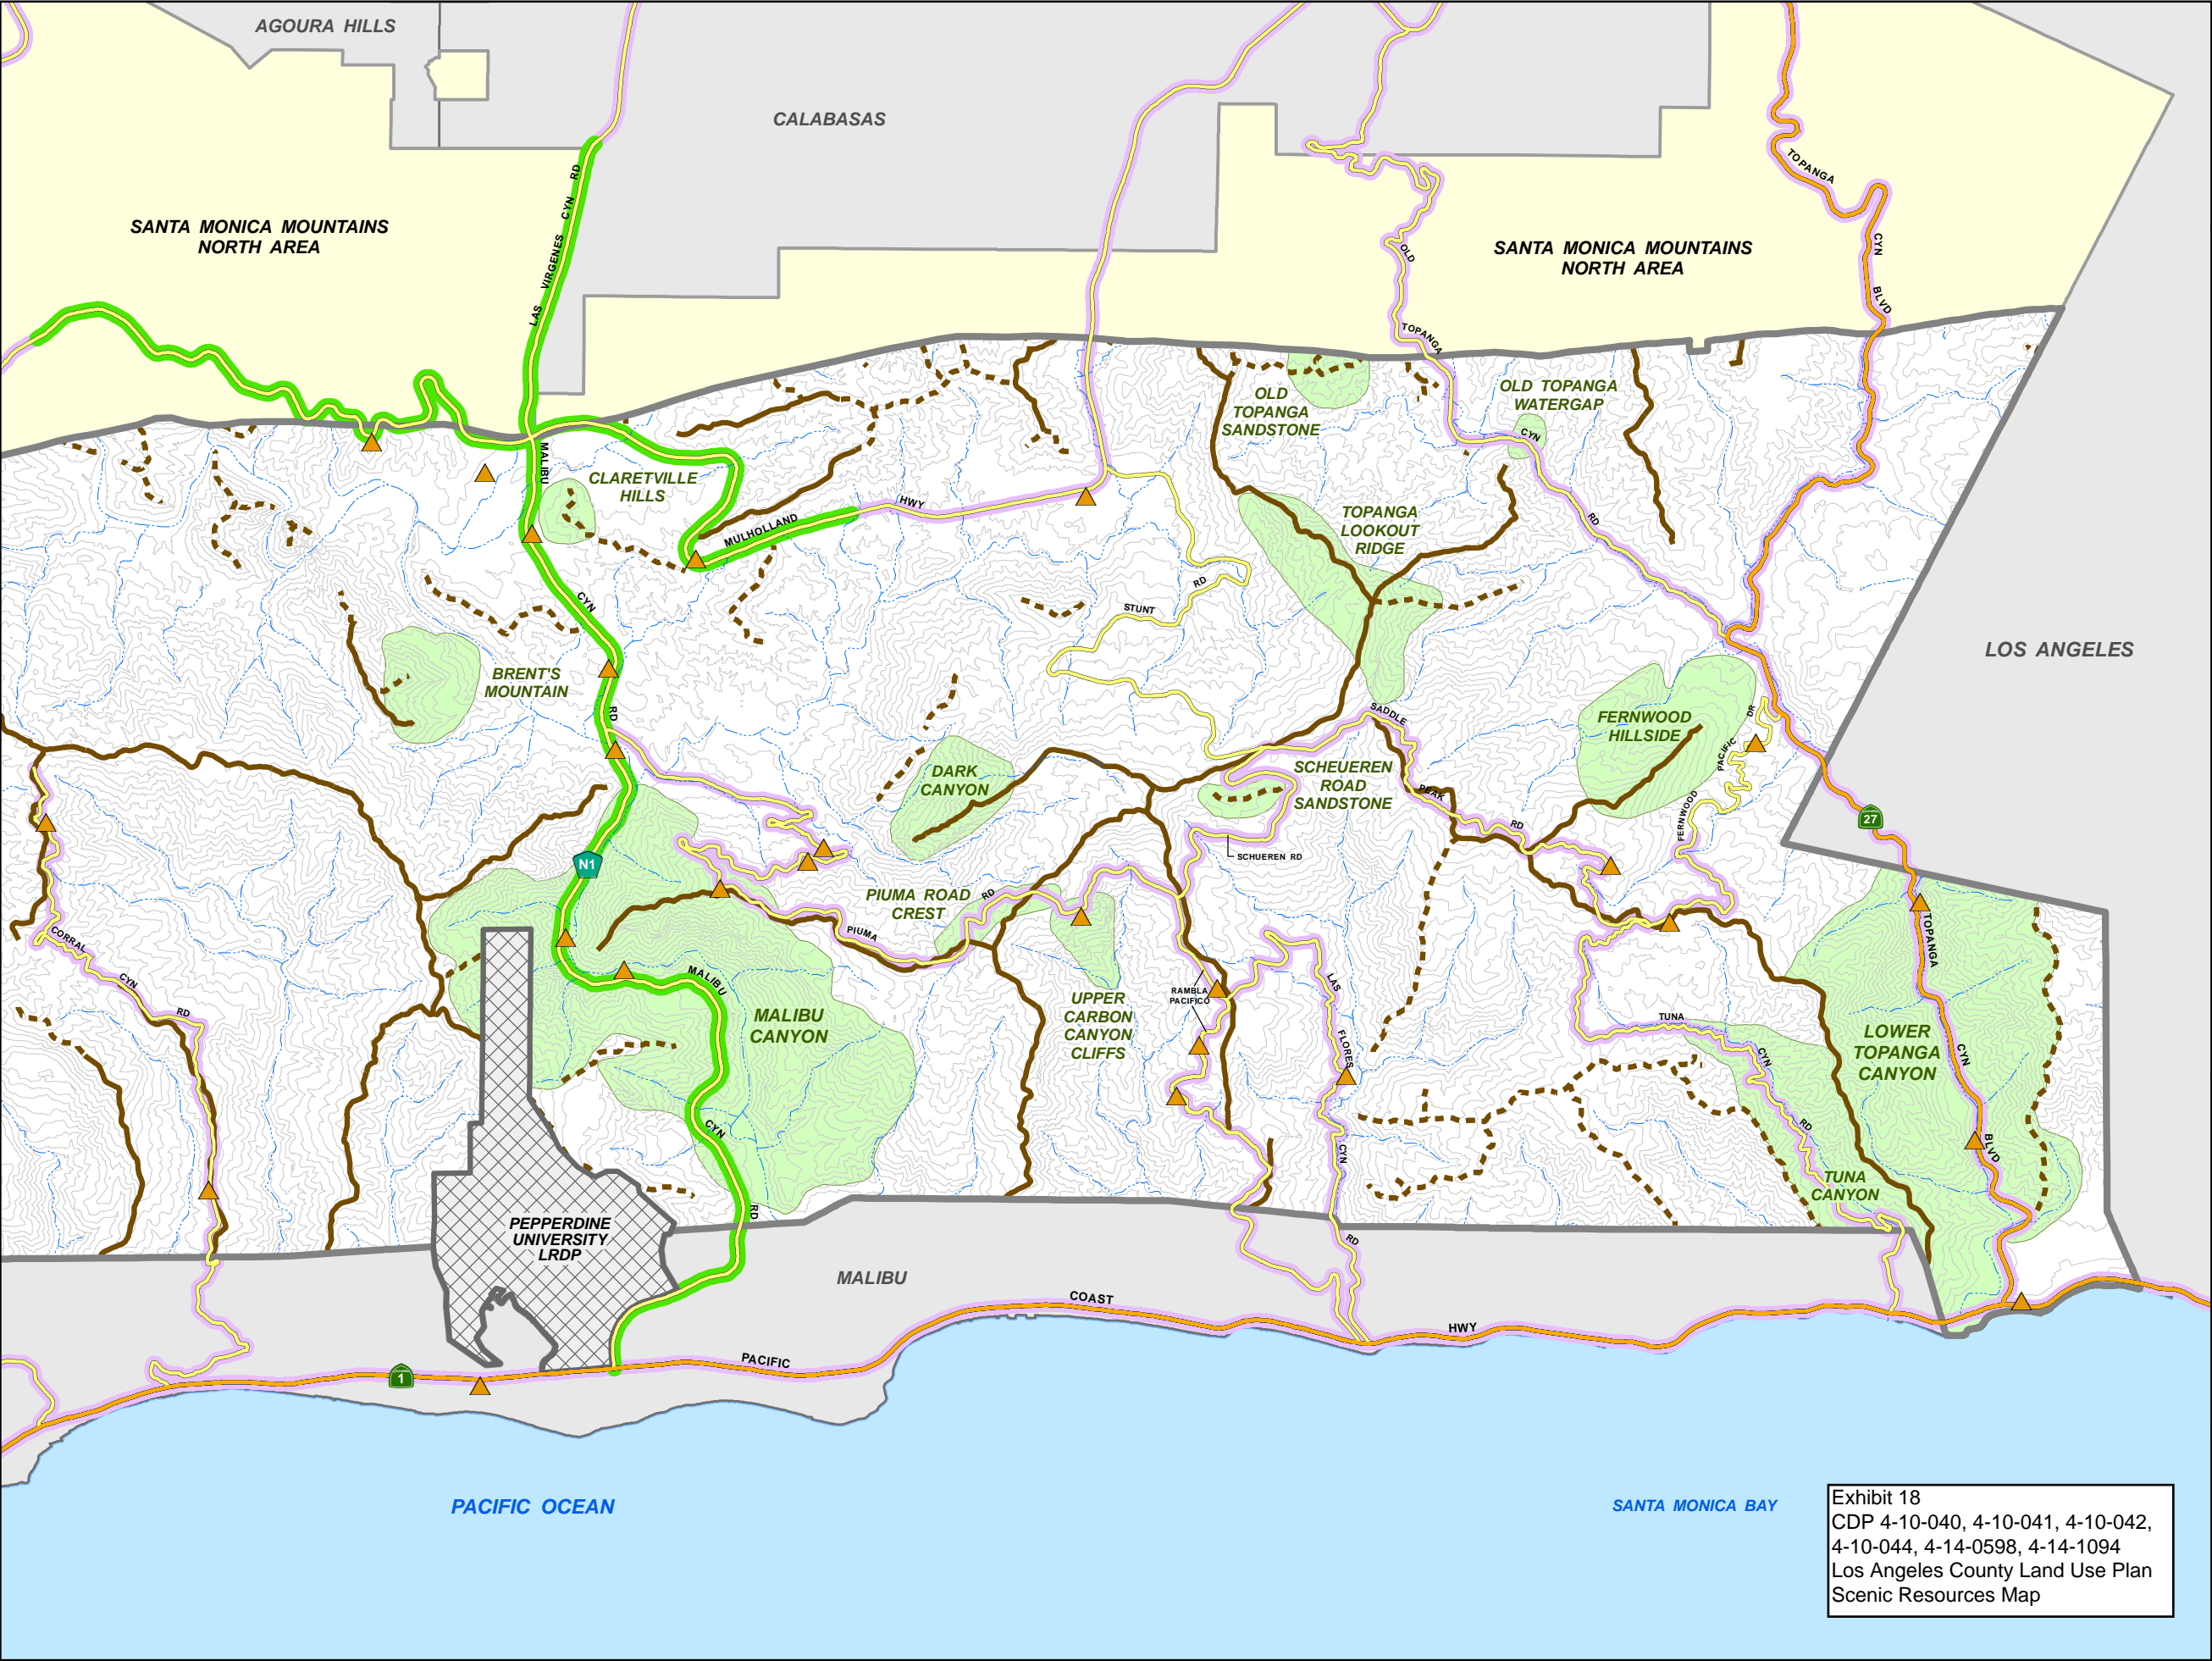 AGOURA HILLS
CALABASAS
SANTA MONICA MOUNTAINS
NORTH AREA
SANTA MONICA MOUNTAINS
NORTH AREA
LAS VIRGENES CYN RD
TOPANGA CYN BLVD
OLD TOPANGA CYN RD
OLD
TOPANGA
SANDSTONE
OLD TOPANGA
WATERGAP
MALIBU CYN RD
CLARETVILLE
HILLS
MULHOLLAND HWY
TOPANGA
LOOKOUT
RIDGE
STUNT RD
LOS ANGELES
BRENT'S
MOUNTAIN
SADDLE PEAK RD
FERNWOOD
HILLSIDE
FERNWOOD PACIFIC DR
DARK
CANYON
SCHEUEREN
ROAD
SANDSTONE
27
SCHUEREN RD
N1
PIUMA ROAD
CREST
PIUMA RD
CORRAL CYN RD
MALIBU CYN RD
RAMBLA
PACIFICO
LAS FLORES CYN RD
UPPER
CARBON
CANYON
CLIFFS
MALIBU
CANYON
TUNA CYN RD
TOPANGA CYN BLVD
LOWER
TOPANGA
CANYON
TUNA
CANYON
PEPPERDINE
UNIVERSITY
LRDP
MALIBU
1
PACIFIC COAST HWY
PACIFIC OCEAN
SANTA MONICA BAY
Exhibit 18
CDP 4-10-040, 4-10-041, 4-10-042,
4-10-044, 4-14-0598, 4-14-1094
Los Angeles County Land Use Plan
Scenic Resources Map